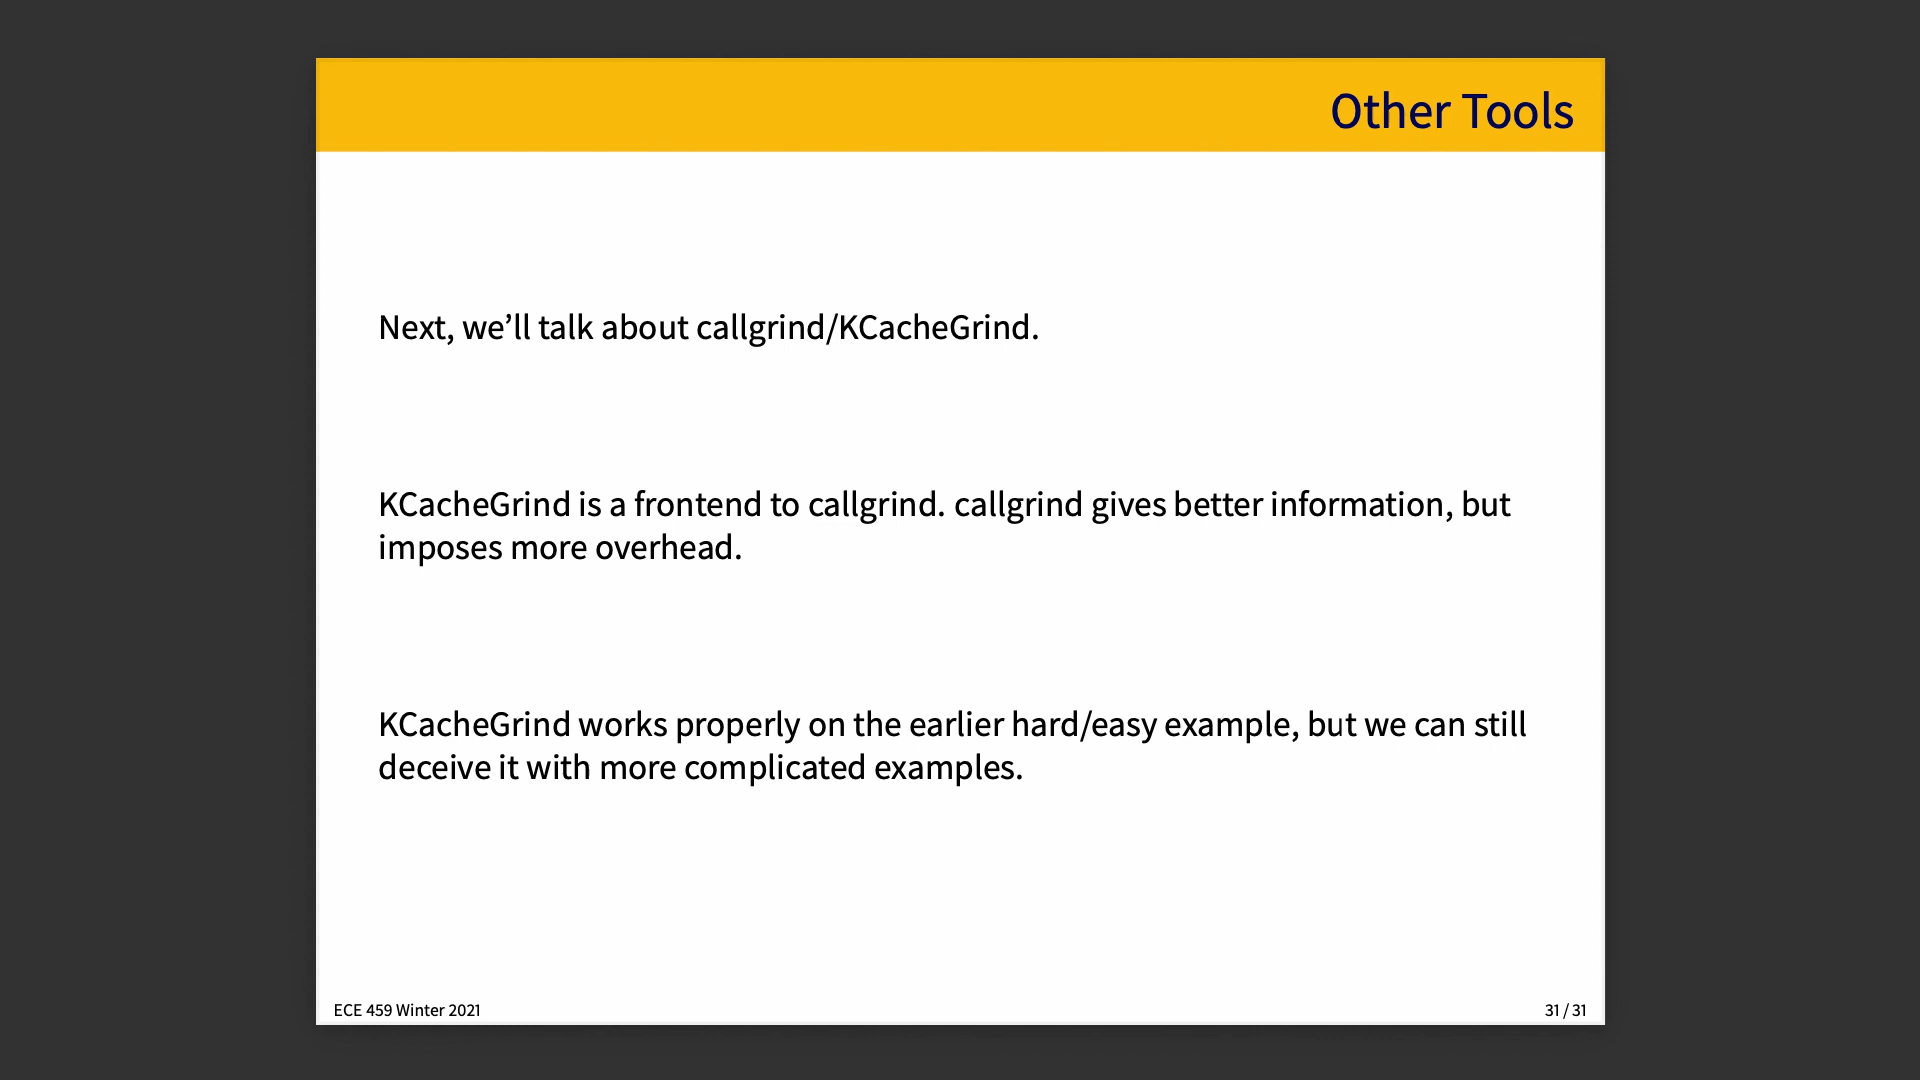 Other Tools
Next, we’ll talk about callgrind/KCacheGrind.
KCacheGrind is a frontend to callgrind. callgrind gives better information, but
imposes more overhead.
KCacheGrind works properly on the earlier hard/easy example, but we can still
deceive it with more complicated examples.
ECE 459 Winter 2021
31 / 31